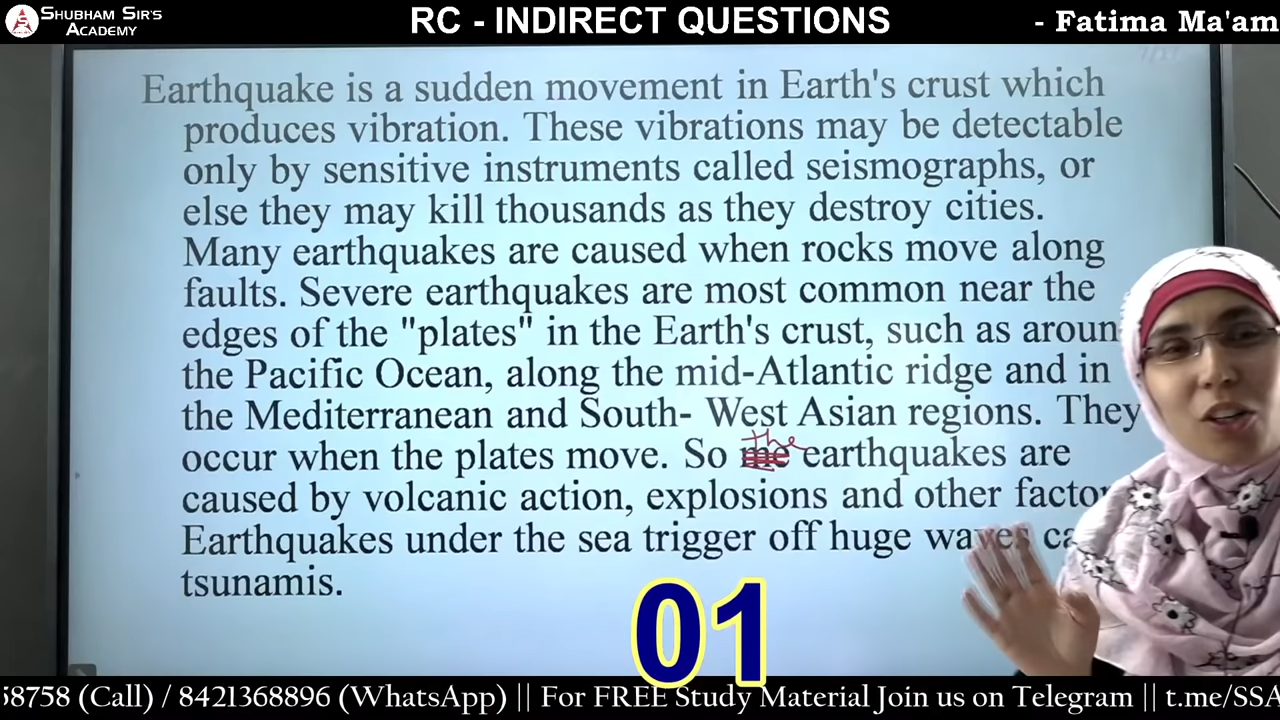 SHUBHAM SIR'S
ACADEMY
RC - INDIRECT QUESTIONS
- Fatima Ma'am
Earthquake is a sudden movement in Earth's crust which
produces vibration. These vibrations may be detectable
only by sensitive instruments called seismographs, or
else they may kill thousands as they destroy cities.
Many earthquakes are caused when rocks move along
faults. Severe earthquakes are most common near the
edges of the "plates" in the Earth's crust, such as aroun
the Pacific Ocean, along the mid-Atlantic ridge and in
the Mediterranean and South- West Asian regions. They
the
occur when the plates move. So earthquakes are
caused by volcanic action, explosions and other facto
Earthquakes under the sea trigger off huge waves ca
tsunamis.
01
58758 (Call) / 8421368896 (WhatsApp) || For FREE Study Material Join us on Telegram || t.me/SSA